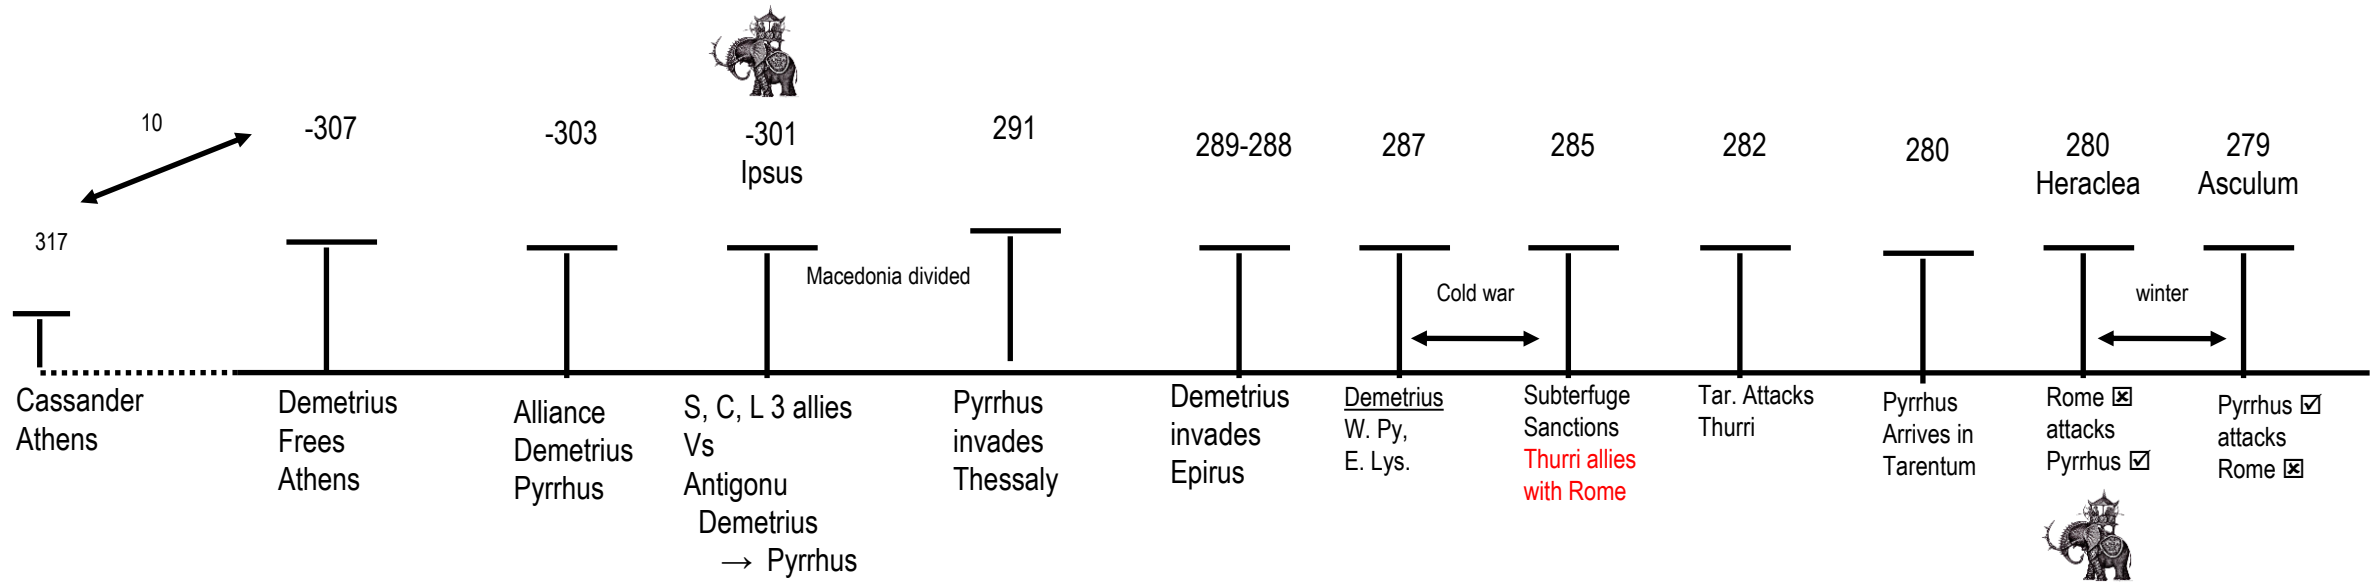 10
317
Cassander
Athens
-307
Demetrius
Frees
Athens
-303
Alliance
Demetrius
Pyrrhus
-301
Ipsus
S, C, L 3 allies
Vs
Antigonu
Demetrius
→ Pyrrhus
Macedonia divided
291
Pyrrhus
invades
Thessaly
289-288
Demetrius
invades
Epirus
287
Demetrius
W. Py,
E. Lys.
Cold war
285
Subterfuge
Sanctions
Thurri allies
with Rome
282
Tar. Attacks
Thurri
280
Pyrrhus
Arrives in
Tarentum
280
Heraclea
Rome ☒
attacks
Pyrrhus ☑
winter
279
Asculum
Pyrrhus ☑
attacks
Rome ☒